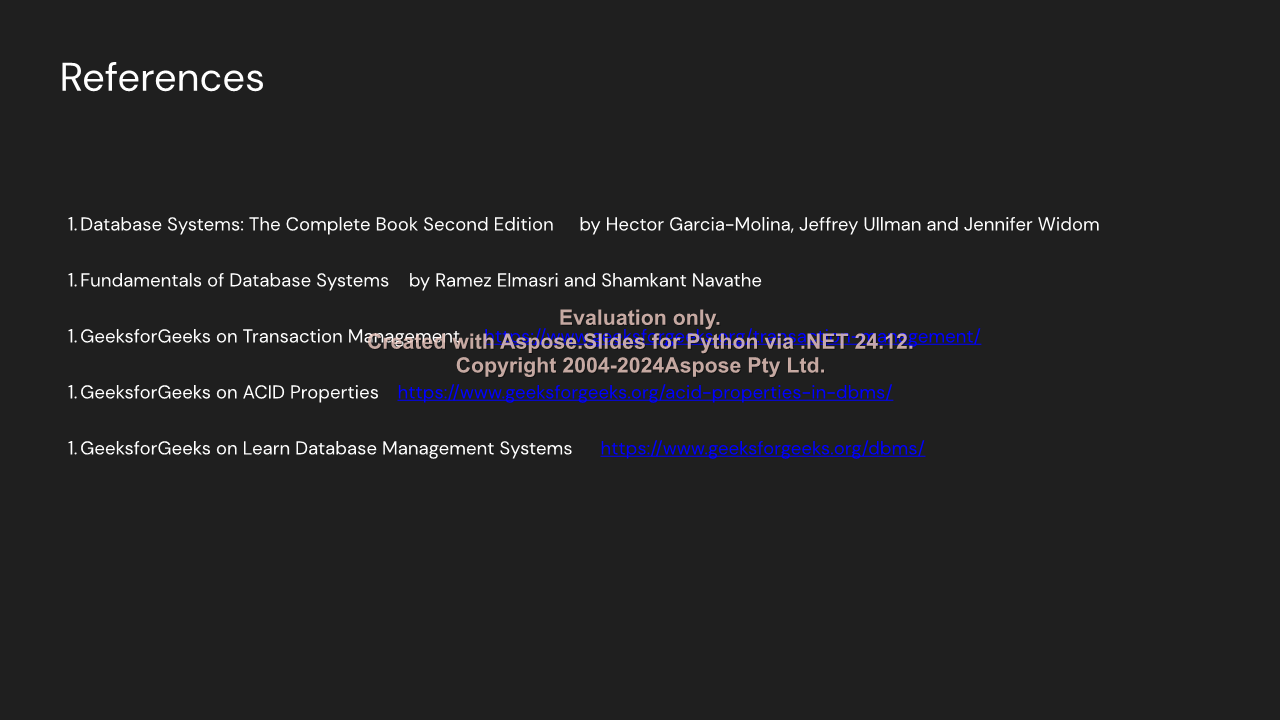 References
1. Database Systems: The Complete Book Second Edition by Hector Garcia-Molina, Jeffrey Ullman and Jennifer Widom
1. Fundamentals of Database Systems by Ramez Elmasri and Shamkant Navathe
Evaluation only.
1. GeeksforGeeks on Transaction Management
Created with Aspose.Slides for Python via .NET 24.12.
Copyright 2004-2024Aspose Pty Ltd.
1. GeeksforGeeks on ACID Properties https://www.geeksforgeeks.org/acid-properties-in-dbms/
1. GeeksforGeeks on Learn Database Management Systems https://www.geeksforgeeks.org/dbms/